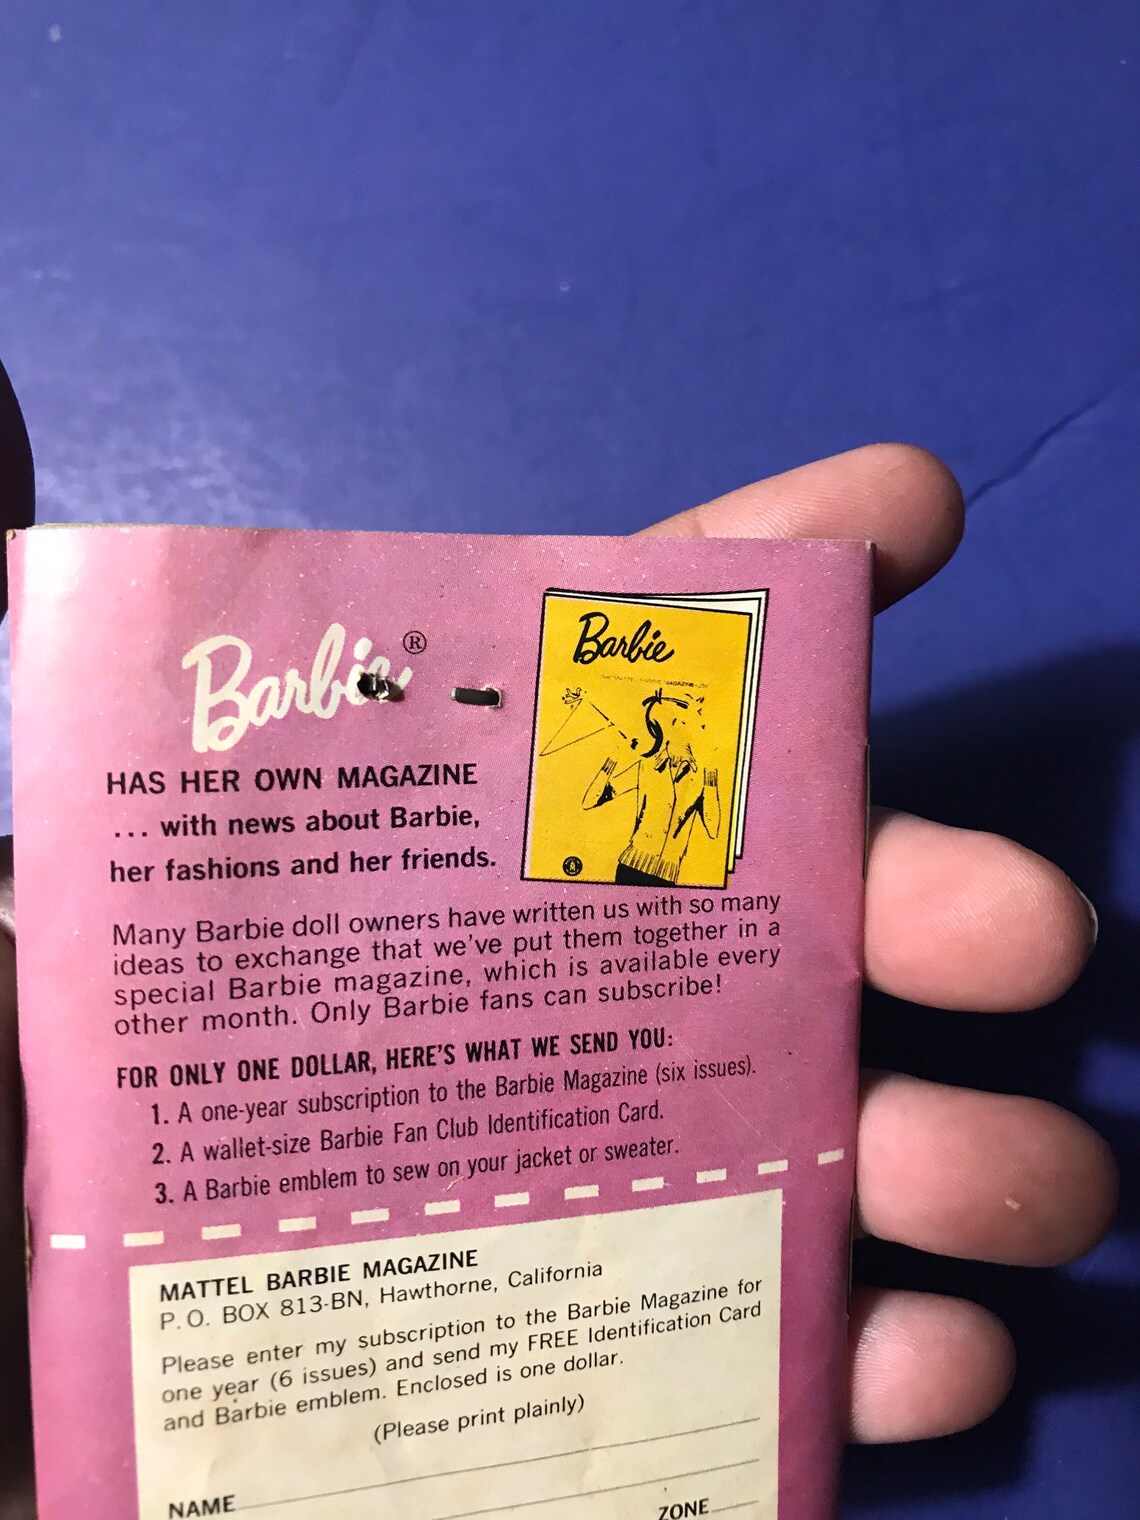 Barbie®
HAS HER OWN MAGAZINE
... with news about Barbie,
her fashions and her friends.
Barbie
MAGAZINE
Many Barbie doll owners have written us with so many
ideas to exchange that we've put them together in a
special Barbie magazine, which is available every
other month. Only Barbie fans can subscribe!
FOR ONLY ONE DOLLAR, HERE'S WHAT WE SEND YOU:
1. A one-year subscription to the Barbie Magazine (six issues).
2. A wallet-size Barbie Fan Club Identification Card.
3. A Barbie emblem to sew on your jacket or sweater.
MATTEL BARBIE MAGAZINE
P.O. BOX 813-BN, Hawthorne, California
Please enter my subscription to the Barbie Magazine for
one year (6 issues) and send my FREE Identification Card
and Barbie emblem. Enclosed is one dollar.
(Please print plainly)
NAME
ZONE